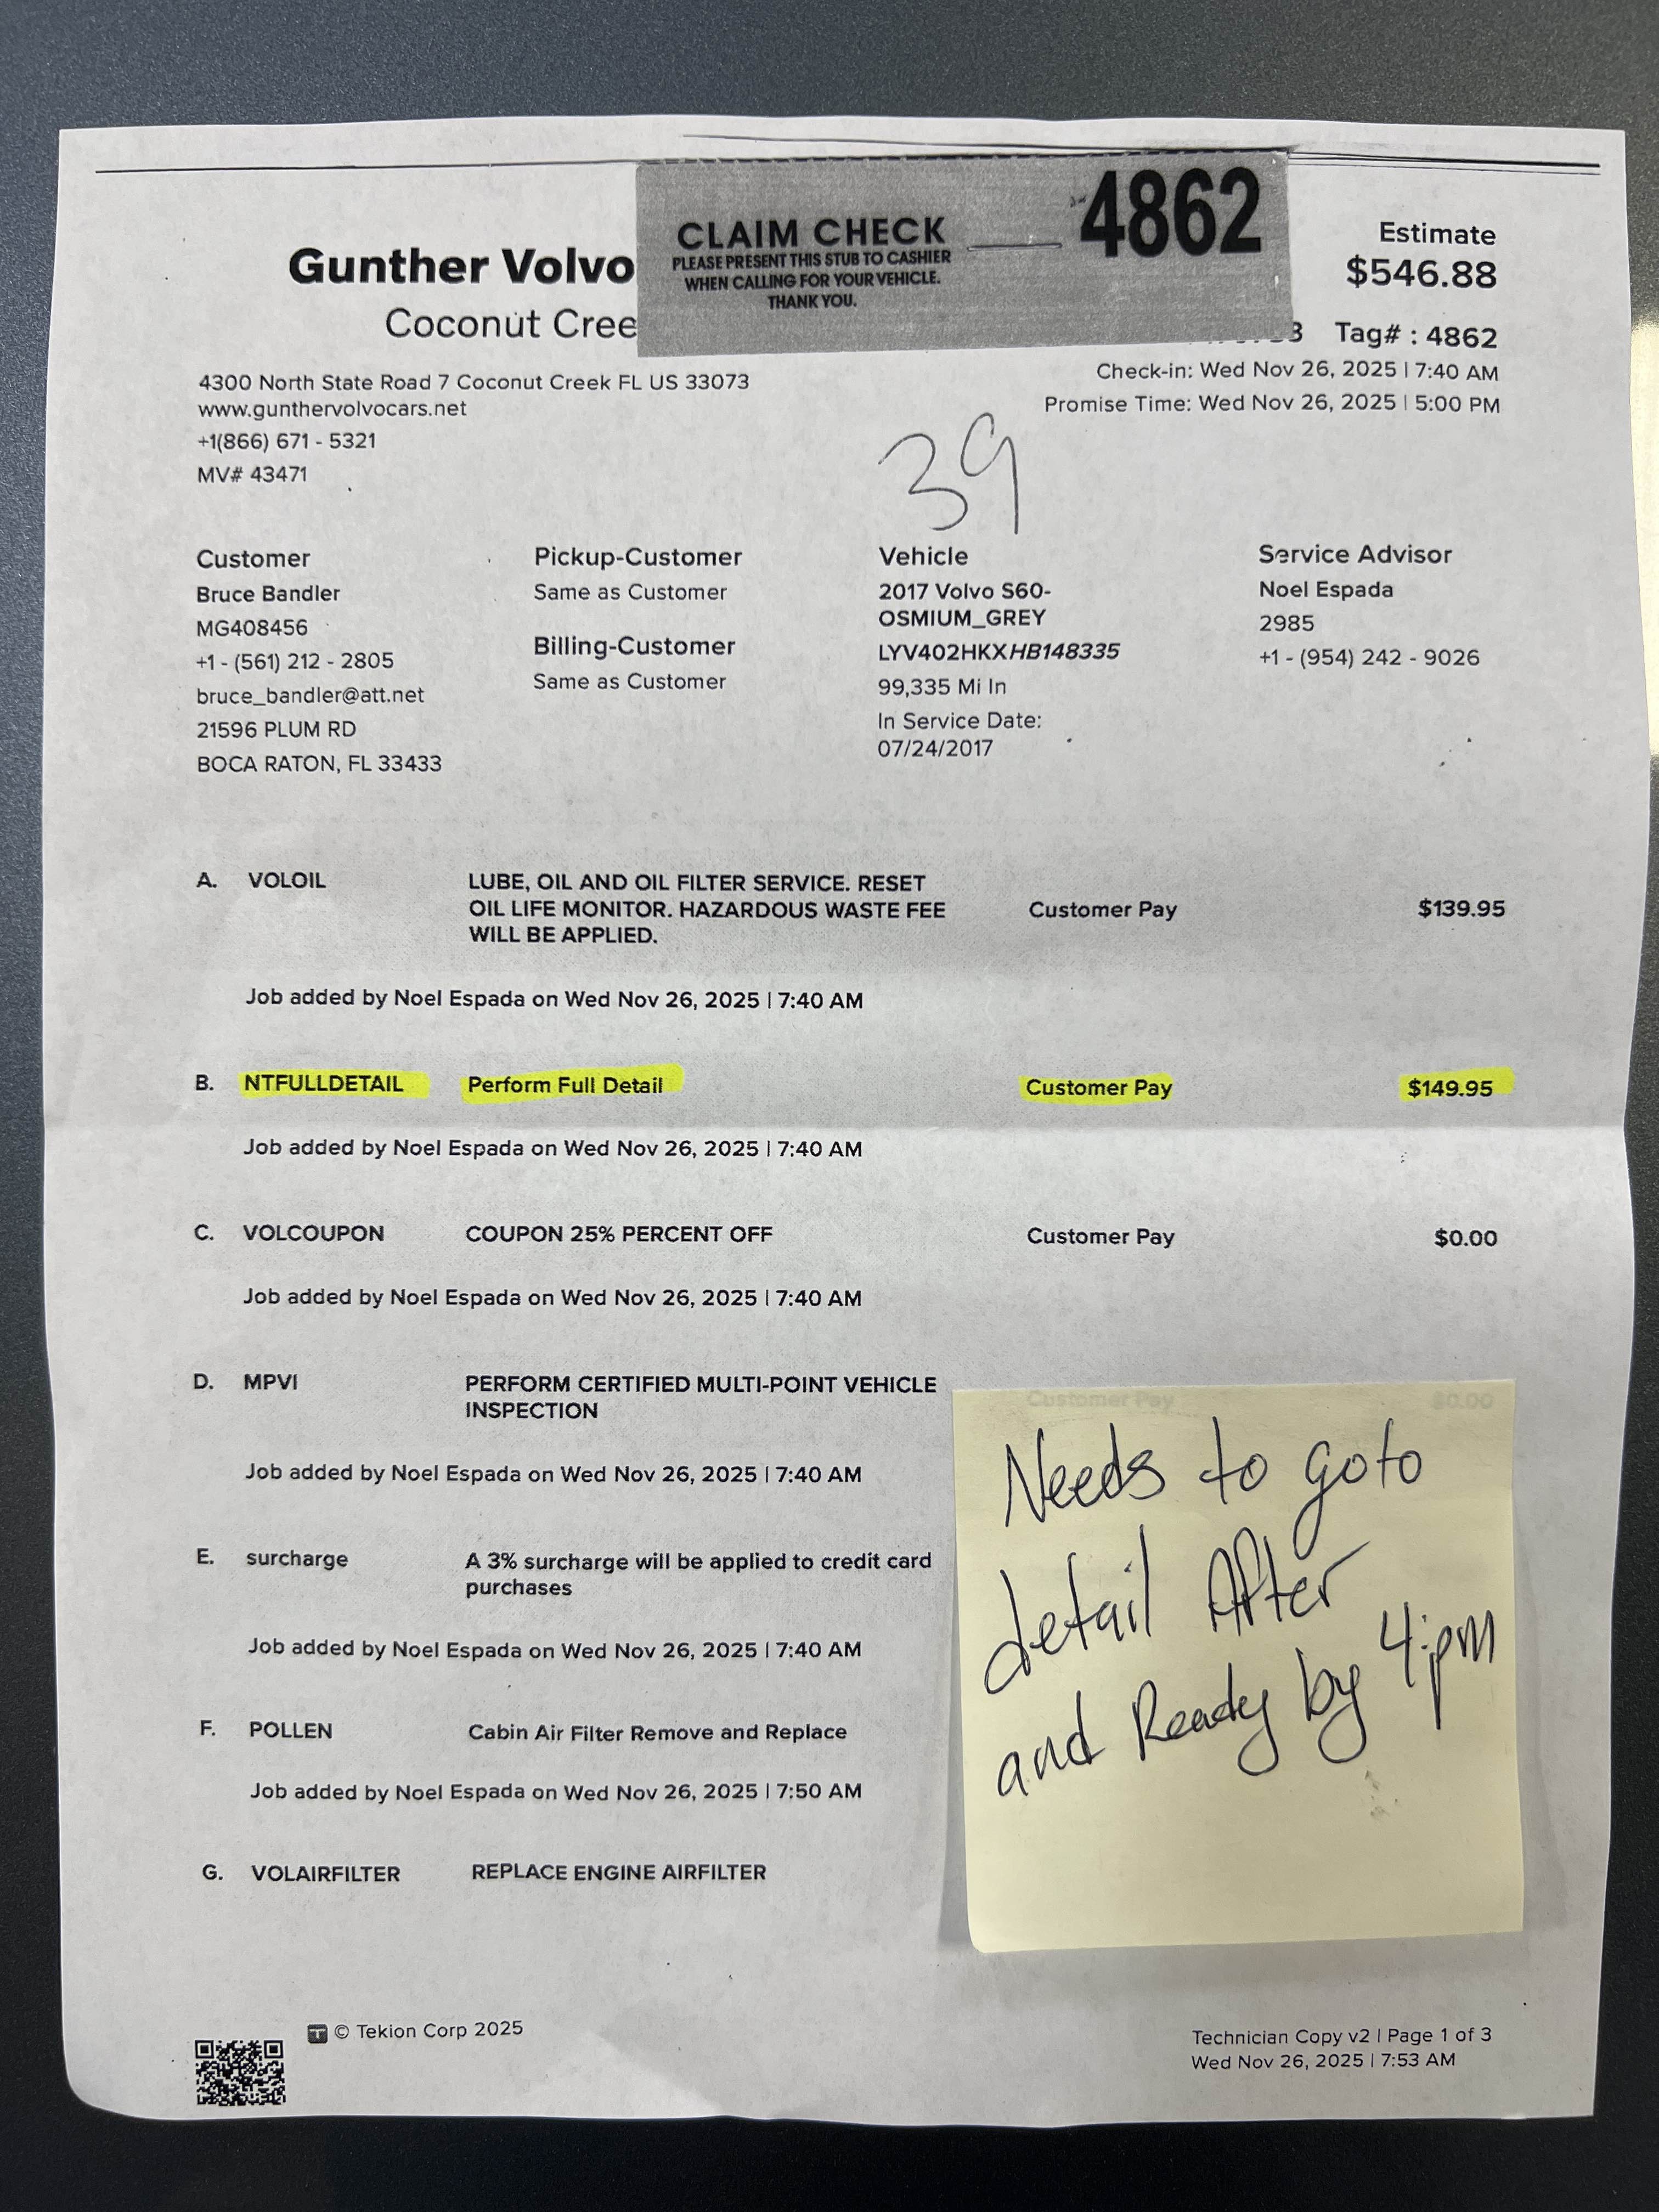 CLAIM CHECK 4862
PLEASE PRESENT THIS STUB TO CASHIER
WHEN CALLING FOR YOUR VEHICLE.
THANK YOU.
Estimate
$546.88
Gunther Volvo
Coconut Cree
Tag# : 4862
4300 North State Road 7 Coconut Creek FL US 33073
www.gunthervolvocars.net
+1(866) 671 - 5321
MV# 43471
Check-in: Wed Nov 26, 2025 | 7:40 AM
Promise Time: Wed Nov 26, 2025 | 5:00 PM
39
Customer
Bruce Bandler
MG408456
+1 - (561) 212 - 2805
bruce_bandler@att.net
21596 PLUM RD
BOCA RATON, FL 33433
Pickup-Customer
Same as Customer
Billing-Customer
Same as Customer
Vehicle
2017 Volvo S60-
OSMIUM_GREY
LYV402HKXHB148335
99,335 Mi In
In Service Date:
07/24/2017
Service Advisor
Noel Espada
2985
+1 - (954) 242 - 9026
A. VOLOIL LUBE, OIL AND OIL FILTER SERVICE. RESET
OIL LIFE MONITOR. HAZARDOUS WASTE FEE Customer Pay $139.95
WILL BE APPLIED.
Job added by Noel Espada on Wed Nov 26, 2025 | 7:40 AM
B. NTFULLDETAIL Perform Full Detail Customer Pay $149.95
Job added by Noel Espada on Wed Nov 26, 2025 | 7:40 AM
C. VOLCOUPON COUPON 25% PERCENT OFF Customer Pay $0.00
Job added by Noel Espada on Wed Nov 26, 2025 | 7:40 AM
D. MPVI PERFORM CERTIFIED MULTI-POINT VEHICLE
INSPECTION Customer Pay $0.00
Job added by Noel Espada on Wed Nov 26, 2025 | 7:40 AM
E. surcharge A 3% surcharge will be applied to credit card
purchases
Job added by Noel Espada on Wed Nov 26, 2025 | 7:40 AM
F. POLLEN Cabin Air Filter Remove and Replace
Job added by Noel Espada on Wed Nov 26, 2025 | 7:50 AM
G. VOLAIRFILTER REPLACE ENGINE AIRFILTER
Needs to goto
detail After
and Ready by 4:pm
© Tekion Corp 2025
Technician Copy v2 | Page 1 of 3
Wed Nov 26, 2025 | 7:53 AM